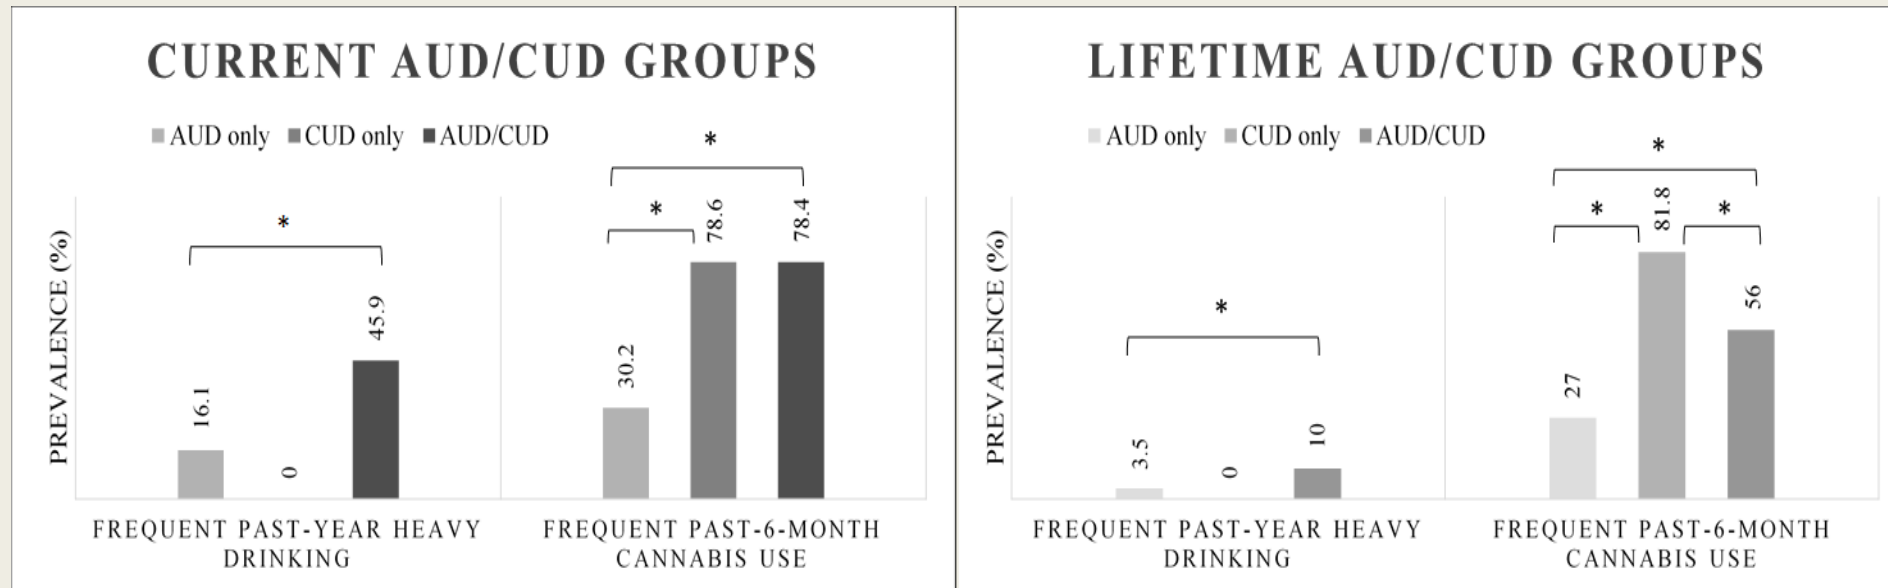 CURRENT AUD/CUD GROUPS
AUD only CUD only AUD/CUD
*
*
*
PREVALENCE (%)
16.1
0
45.9
30.2
78.6
78.4
FREQUENT PAST-YEAR HEAVY
DRINKING
FREQUENT PAST-6-MONTH
CANNABIS USE
LIFETIME AUD/CUD GROUPS
AUD only CUD only AUD/CUD
*
*
*
*
PREVALENCE (%)
3.5
0
10
27
81.8
56
FREQUENT PAST-YEAR HEAVY
DRINKING
FREQUENT PAST-6-MONTH
CANNABIS USE